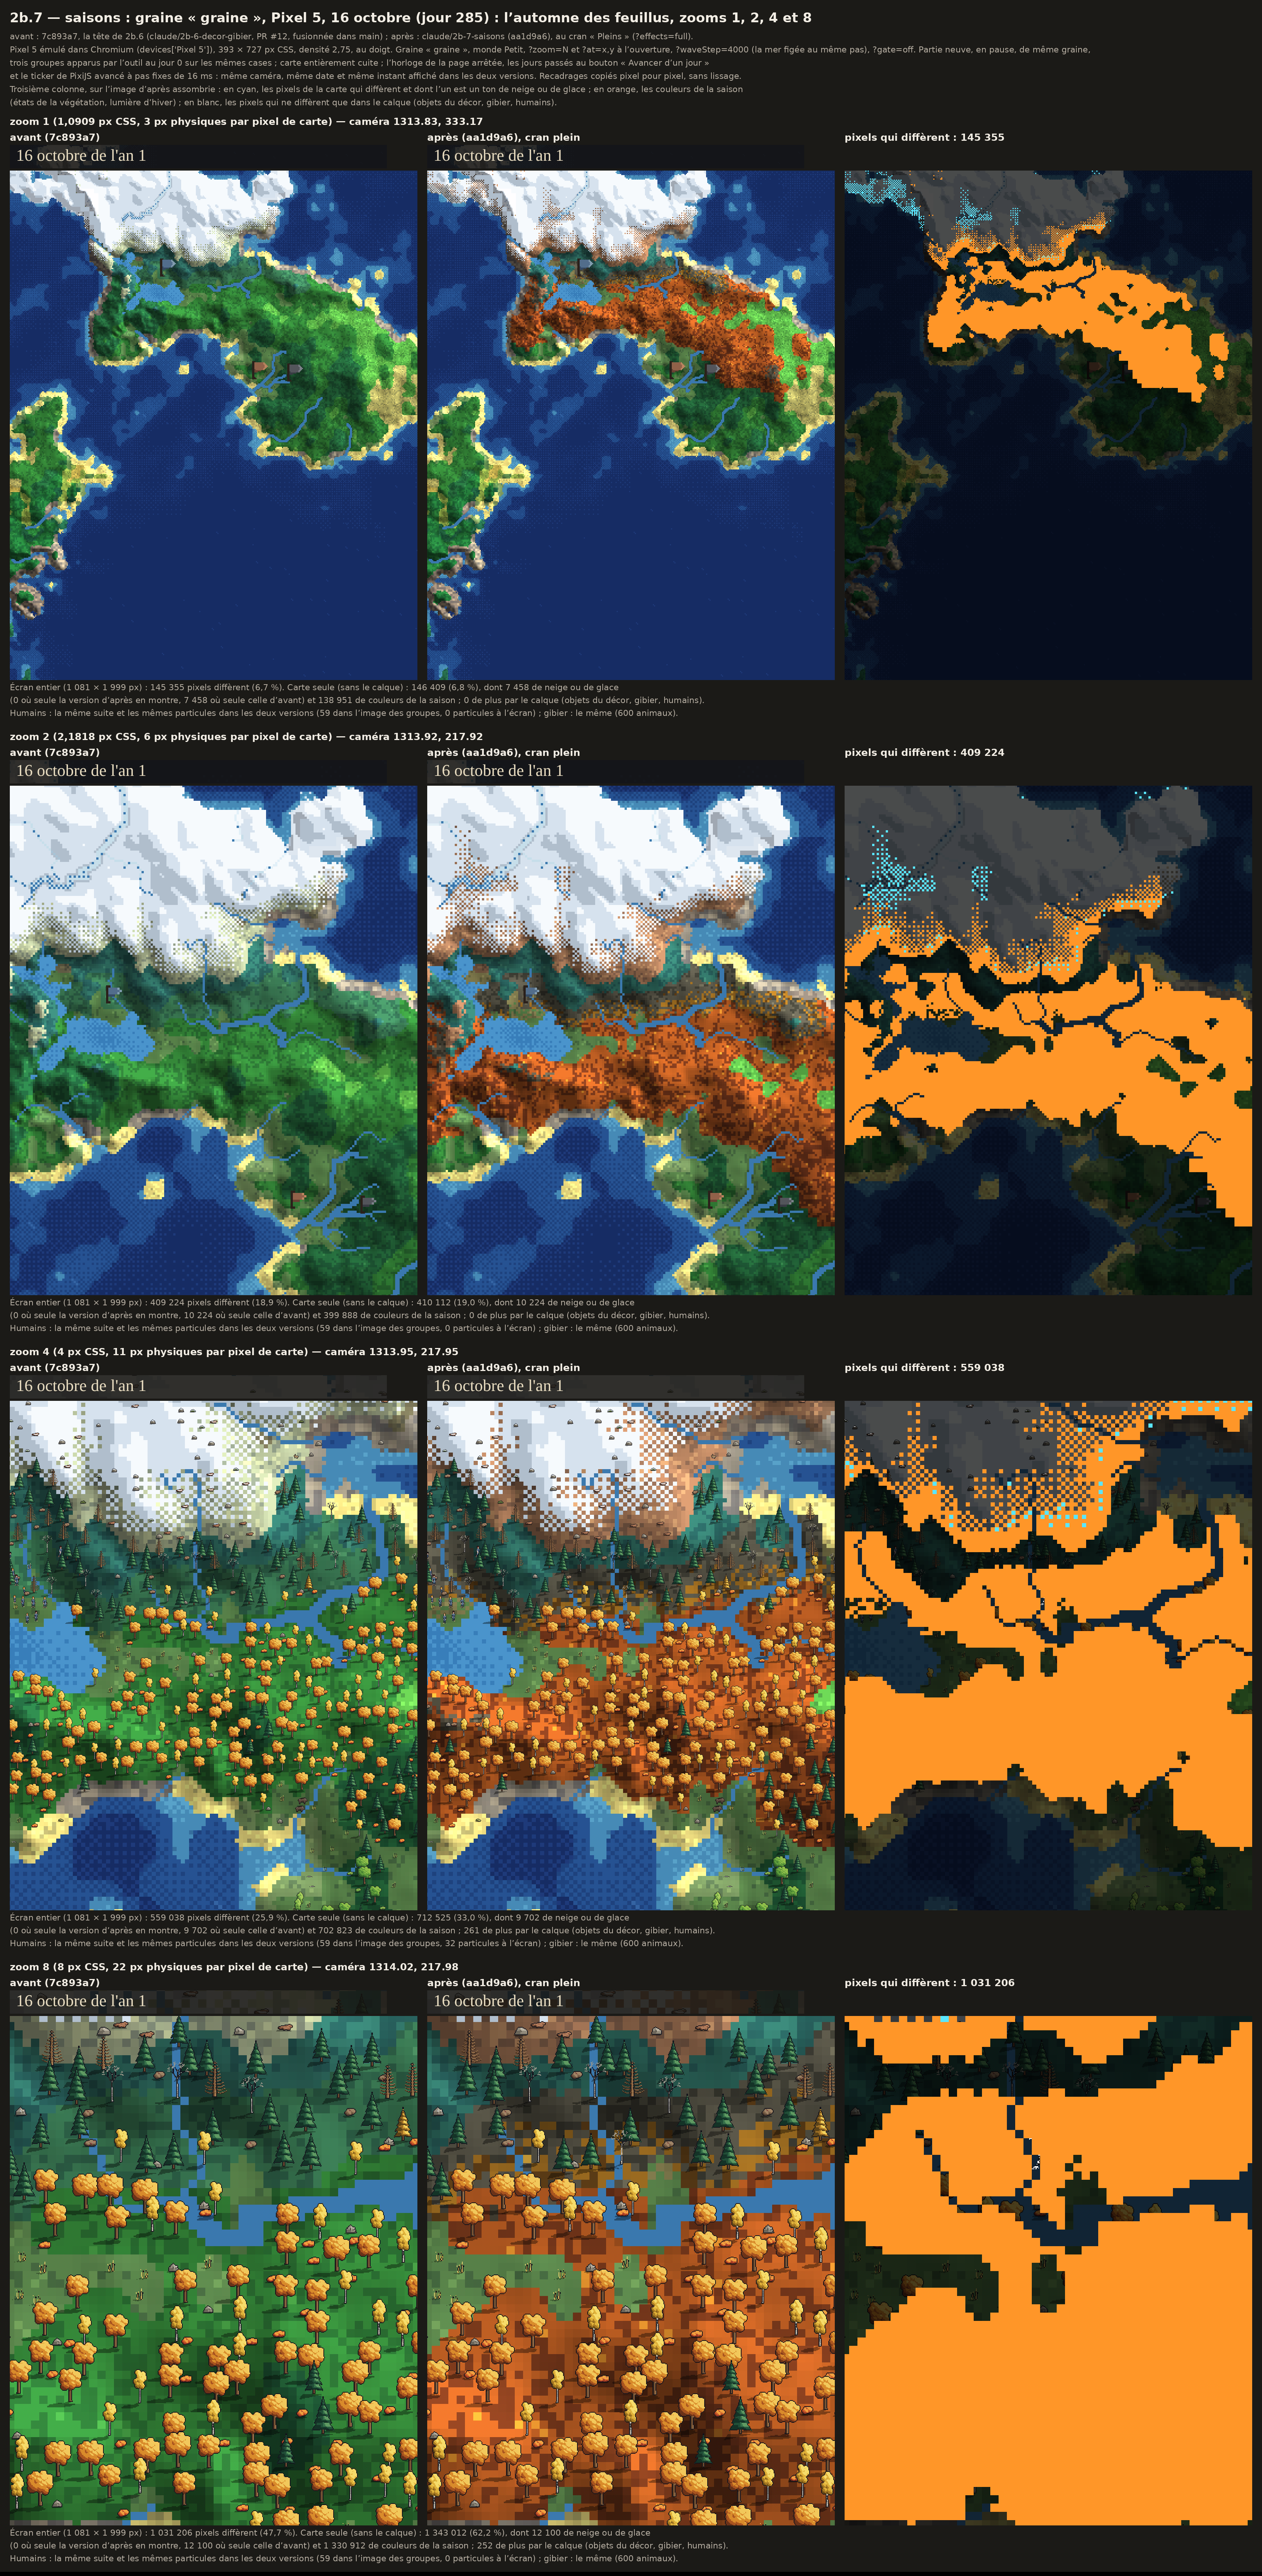 2b.7 — saisons : graine « graine », Pixel 5, 16 octobre (jour 285) : l’automne des feuillus, zooms 1, 2, 4 et 8
avant : 7c893a7, la tête de 2b.6 (claude/2b-6-decor-gibier, PR #12, fusionnée dans main) ; après : claude/2b-7-saisons (aa1d9a6), au cran « Pleins » (?effects=full).
Pixel 5 émulé dans Chromium (devices['Pixel 5']), 393 × 727 px CSS, densité 2,75, au doigt. Graine « graine », monde Petit, ?zoom=N et ?at=x,y à l’ouverture, ?waveStep=4000 (la mer figée au même pas), ?gate=off. Partie neuve, en pause, de même graine,
trois groupes apparus par l’outil au jour 0 sur les mêmes cases ; carte entièrement cuite ; l’horloge de la page arrêtée, les jours passés au bouton « Avancer d’un jour »
et le ticker de PixiJS avancé à pas fixes de 16 ms : même caméra, même date et même instant affiché dans les deux versions. Recadrages copiés pixel pour pixel, sans lissage.
Troisième colonne, sur l’image d’après assombrie : en cyan, les pixels de la carte qui diffèrent et dont l’un est un ton de neige ou de glace ; en orange, les couleurs de la saison
(états de la végétation, lumière d’hiver) ; en blanc, les pixels qui ne diffèrent que dans le calque (objets du décor, gibier, humains).
zoom 1 (1,0909 px CSS, 3 px physiques par pixel de carte) — caméra 1313.83, 333.17
avant (7c893a7) après (aa1d9a6), cran plein pixels qui diffèrent : 145 355
16 octobre de l'an 1 16 octobre de l'an 1
Écran entier (1 081 × 1 999 px) : 145 355 pixels diffèrent (6,7 %). Carte seule (sans le calque) : 146 409 (6,8 %), dont 7 458 de neige ou de glace
(0 où seule la version d’après en montre, 7 458 où seule celle d’avant) et 138 951 de couleurs de la saison ; 0 de plus par le calque (objets du décor, gibier, humains).
Humains : la même suite et les mêmes particules dans les deux versions (59 dans l’image des groupes, 0 particules à l’écran) ; gibier : le même (600 animaux).
zoom 2 (2,1818 px CSS, 6 px physiques par pixel de carte) — caméra 1313.92, 217.92
avant (7c893a7) après (aa1d9a6), cran plein pixels qui diffèrent : 409 224
16 octobre de l'an 1 16 octobre de l'an 1
Écran entier (1 081 × 1 999 px) : 409 224 pixels diffèrent (18,9 %). Carte seule (sans le calque) : 410 112 (19,0 %), dont 10 224 de neige ou de glace
(0 où seule la version d’après en montre, 10 224 où seule celle d’avant) et 399 888 de couleurs de la saison ; 0 de plus par le calque (objets du décor, gibier, humains).
Humains : la même suite et les mêmes particules dans les deux versions (59 dans l’image des groupes, 0 particules à l’écran) ; gibier : le même (600 animaux).
zoom 4 (4 px CSS, 11 px physiques par pixel de carte) — caméra 1313.95, 217.95
avant (7c893a7) après (aa1d9a6), cran plein pixels qui diffèrent : 559 038
16 octobre de l'an 1 16 octobre de l'an 1
Écran entier (1 081 × 1 999 px) : 559 038 pixels diffèrent (25,9 %). Carte seule (sans le calque) : 712 525 (33,0 %), dont 9 702 de neige ou de glace
(0 où seule la version d’après en montre, 9 702 où seule celle d’avant) et 702 823 de couleurs de la saison ; 261 de plus par le calque (objets du décor, gibier, humains).
Humains : la même suite et les mêmes particules dans les deux versions (59 dans l’image des groupes, 32 particules à l’écran) ; gibier : le même (600 animaux).
zoom 8 (8 px CSS, 22 px physiques par pixel de carte) — caméra 1314.02, 217.98
avant (7c893a7) après (aa1d9a6), cran plein pixels qui diffèrent : 1 031 206
16 octobre de l'an 1 16 octobre de l'an 1
Écran entier (1 081 × 1 999 px) : 1 031 206 pixels diffèrent (47,7 %). Carte seule (sans le calque) : 1 343 012 (62,2 %), dont 12 100 de neige ou de glace
(0 où seule la version d’après en montre, 12 100 où seule celle d’avant) et 1 330 912 de couleurs de la saison ; 252 de plus par le calque (objets du décor, gibier, humains).
Humains : la même suite et les mêmes particules dans les deux versions (59 dans l’image des groupes, 0 particules à l’écran) ; gibier : le même (600 animaux).